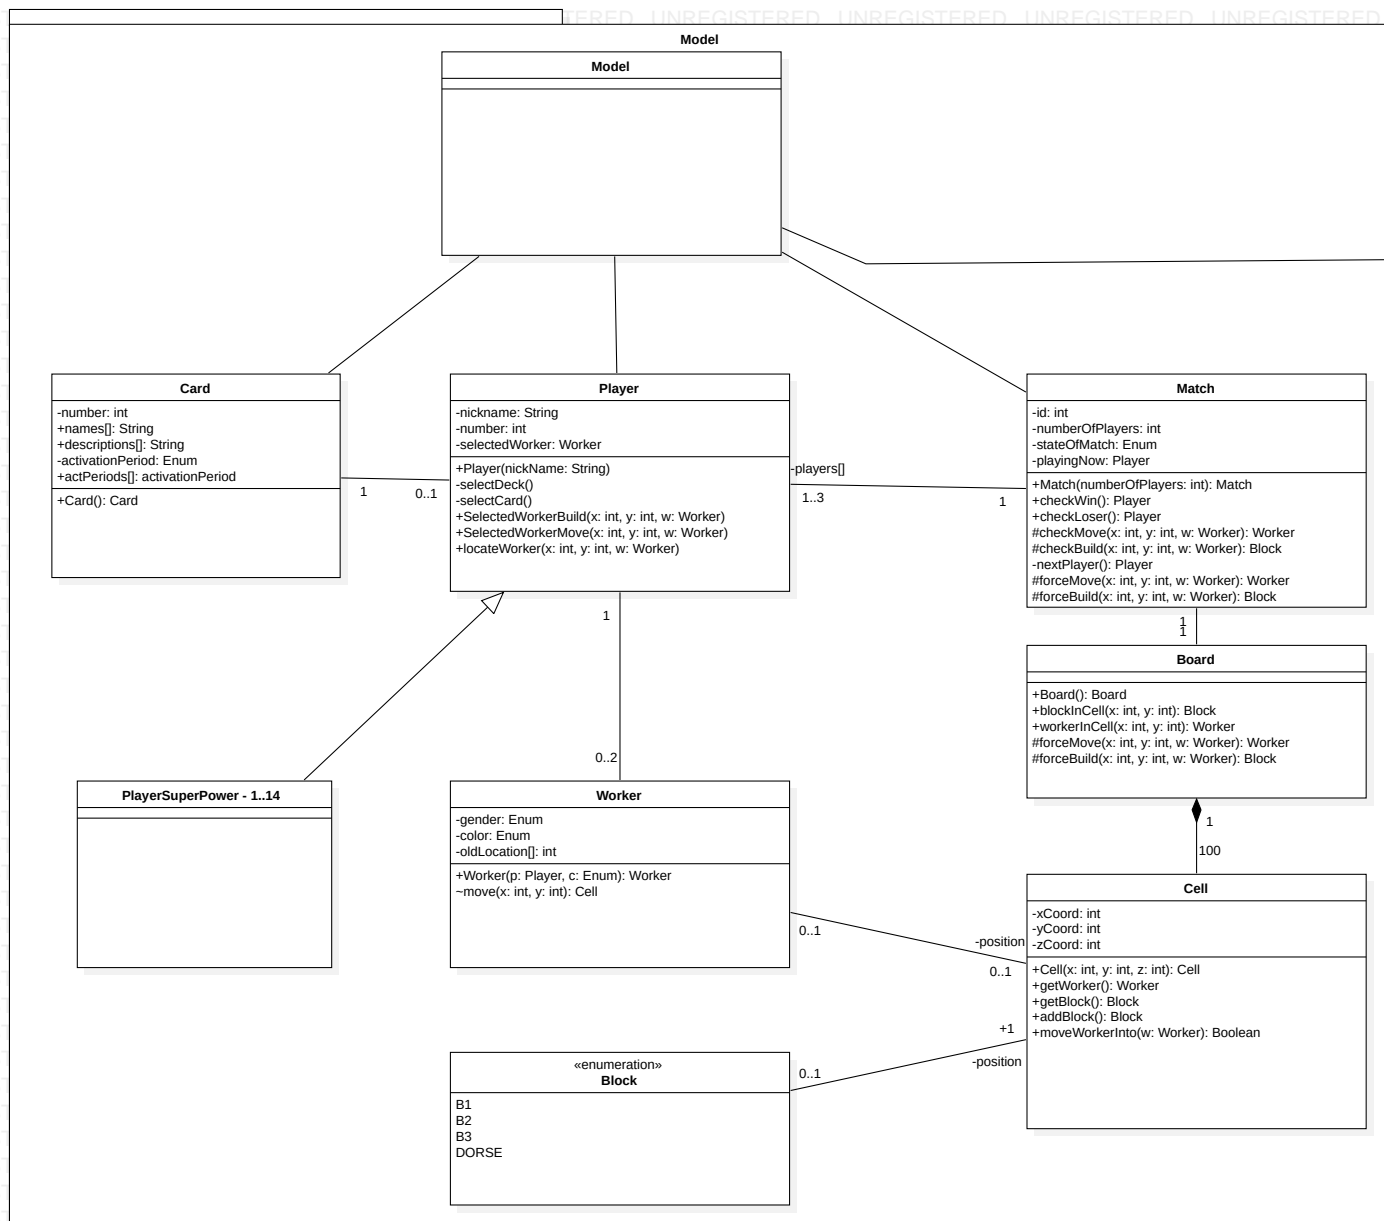 TERED UNREGISTERED UNREGISTERED UNREGISTERED UNREGISTERED
Model
Model
Card
-number: int
+names[]: String
+descriptions[]: String
-activationPeriod: Enum
+actPeriods[]: activationPeriod
+Card(): Card
1
0..1
Player
-nickname: String
-number: int
-selectedWorker: Worker
+Player(nickName: String)
-selectDeck()
-selectCard()
+SelectedWorkerBuild(x: int, y: int, w: Worker)
+SelectedWorkerMove(x: int, y: int, w: Worker)
+locateWorker(x: int, y: int, w: Worker)
-players[]
1..3
1
Match
-id: int
-numberOfPlayers: int
-stateOfMatch: Enum
-playingNow: Player
+Match(numberOfPlayers: int): Match
+checkWin(): Player
+checkLoser(): Player
#checkMove(x: int, y: int, w: Worker): Worker
#checkBuild(x: int, y: int, w: Worker): Block
-nextPlayer(): Player
#forceMove(x: int, y: int, w: Worker): Worker
#forceBuild(x: int, y: int, w: Worker): Block
1
1
1
0..2
Board
+Board(): Board
+blockInCell(x: int, y: int): Block
+workerInCell(x: int, y: int): Worker
#forceMove(x: int, y: int, w: Worker): Worker
#forceBuild(x: int, y: int, w: Worker): Block
1
100
PlayerSuperPower - 1..14
Worker
-gender: Enum
-color: Enum
-oldLocation[]: int
+Worker(p: Player, c: Enum): Worker
~move(x: int, y: int): Cell
0..1
-position
0..1
Cell
-xCoord: int
-yCoord: int
-zCoord: int
+Cell(x: int, y: int, z: int): Cell
+getWorker(): Worker
+getBlock(): Block
+addBlock(): Block
+moveWorkerInto(w: Worker): Boolean
+1
-position
0..1
«enumeration»
Block
B1
B2
B3
DORSE